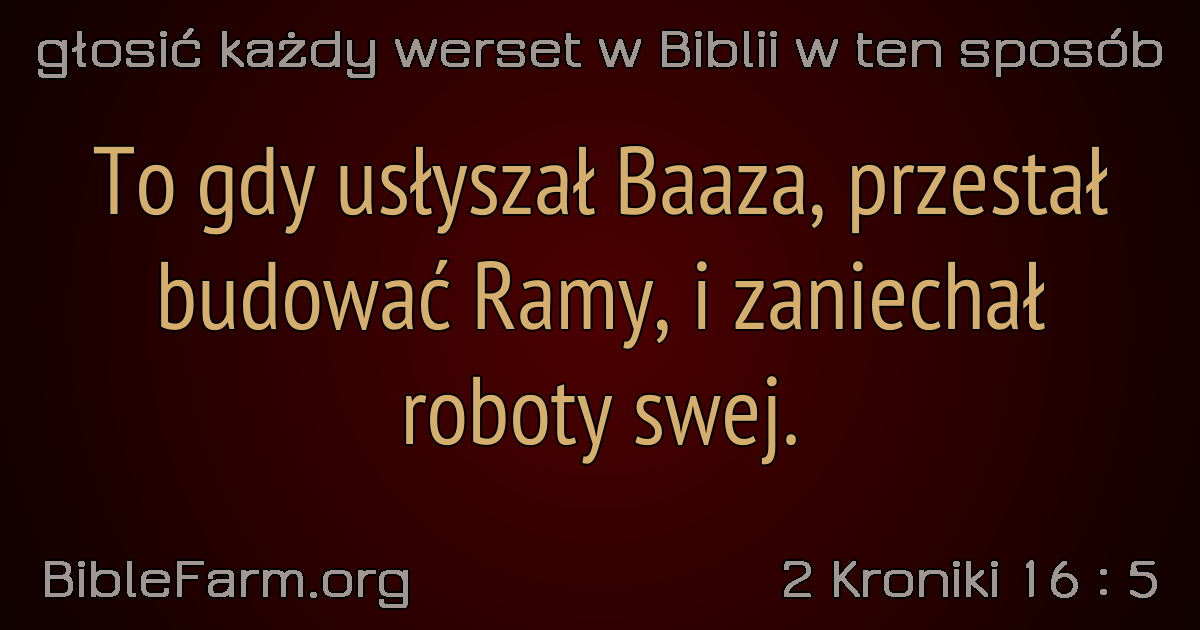 głosić każdy werset w Biblii w ten sposób
To gdy usłyszał Baaza, przestał
budować Ramy, i zaniechał
roboty swej.
BibleFarm.org
2 Kroniki 16 : 5